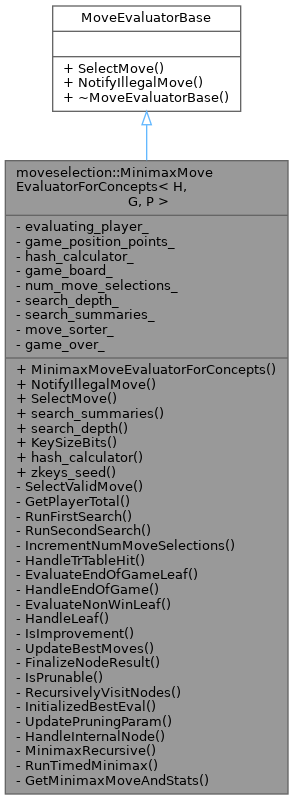 MoveEvaluatorBase
+ SelectMove()
+ NotifyIllegalMove()
+ ~MoveEvaluatorBase()
moveselection::MinimaxMove
EvaluatorForConcepts< H,
G, P >
- evaluating_player_
- game_position_points_
- hash_calculator_
- game_board_
- num_move_selections_
- search_depth_
- search_summaries_
- move_sorter_
- game_over_
+ MinimaxMoveEvaluatorForConcepts()
+ NotifyIllegalMove()
+ SelectMove()
+ search_summaries()
+ search_depth()
+ KeySizeBits()
+ hash_calculator()
+ zkeys_seed()
- SelectValidMove()
- GetPlayerTotal()
- RunFirstSearch()
- RunSecondSearch()
- IncrementNumMoveSelections()
- HandleTrTableHit()
- EvaluateEndOfGameLeaf()
- HandleEndOfGame()
- EvaluateNonWinLeaf()
- HandleLeaf()
- IsImprovement()
- UpdateBestMoves()
- FinalizeNodeResult()
- IsPrunable()
- RecursivelyVisitNodes()
- InitializedBestEval()
- UpdatePruningParam()
- HandleInternalNode()
- MinimaxRecursive()
- RunTimedMinimax()
- GetMinimaxMoveAndStats()